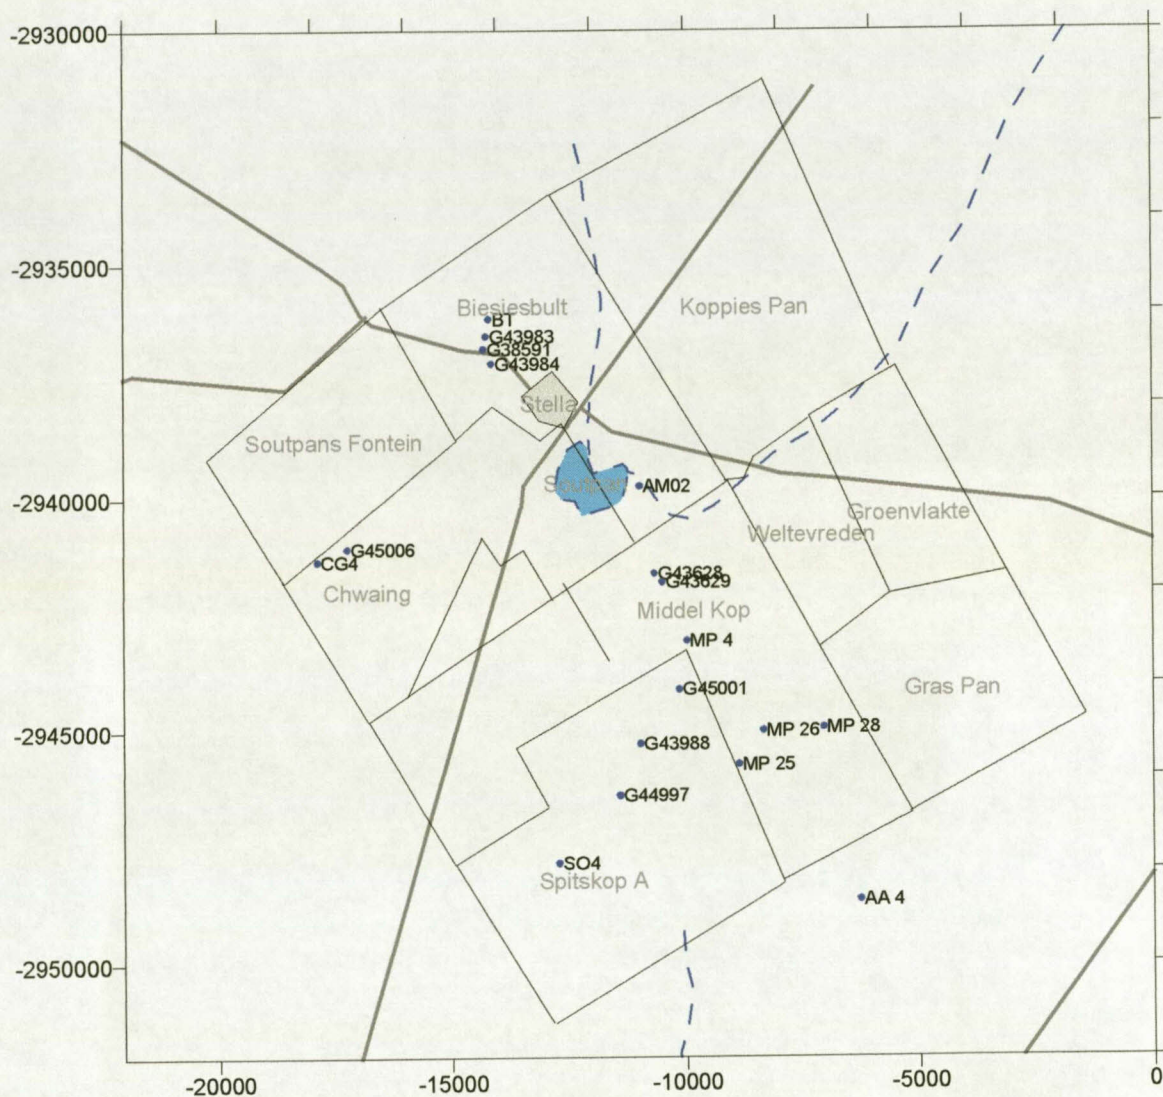 -2930000
Biesiesbult
Koppies Pan
BT
G43983
G38591
G43984
-2935000
Stella
Soutpans Fontein
Soutpan
AM02
-2940000
Groenvlakte
Weltevreden
G45006
CG4
Chwaing
G43628
G43629
Middel Kop
MP 4
G45001
Gras Pan
-2945000
G43988
MP 26
MP 28
MP 25
G44997
SO4
Spitskop A
AA 4
-2950000
-20000
-15000
-10000
-5000
0